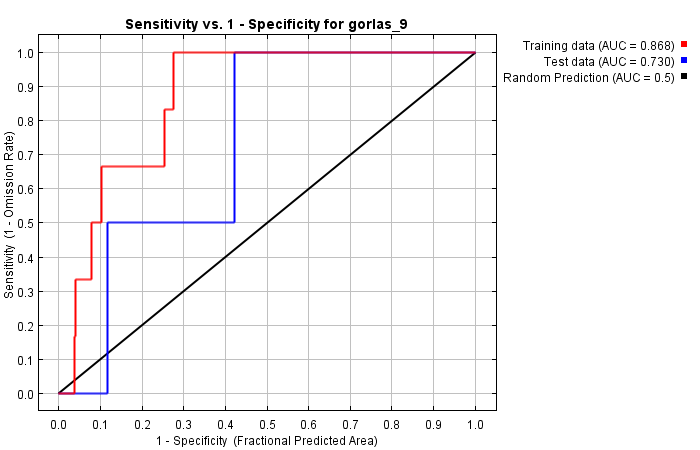 Sensitivity vs. 1 - Specificity for gorlas_9
Training data (AUC = 0.868)
Test data (AUC = 0.730)
Random Prediction (AUC = 0.5)
Sensitivity (1 - Omission Rate)
1.0
0.9
0.8
0.7
0.6
0.5
0.4
0.3
0.2
0.1
0.0
0.0 0.1 0.2 0.3 0.4 0.5 0.6 0.7 0.8 0.9 1.0
1 - Specificity (Fractional Predicted Area)